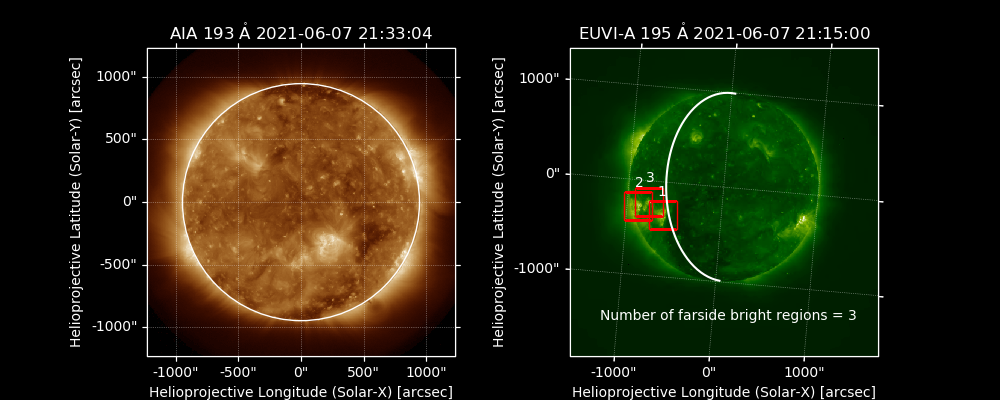 AIA 193 Å 2021-06-07 21:33:04
1000"
500"
0"
-500"
-1000"
-1000"
-500"
0"
500"
1000"
Helioprojective Longitude (Solar-X) [arcsec]
Helioprojective Latitude (Solar-Y) [arcsec]
EUVI-A 195 Å 2021-06-07 21:15:00
1000"
0"
-1000"
2
3
1
Number of farside bright regions = 3
-1000"
0"
1000"
Helioprojective Longitude (Solar-X) [arcsec]
Helioprojective Latitude (Solar-Y) [arcsec]